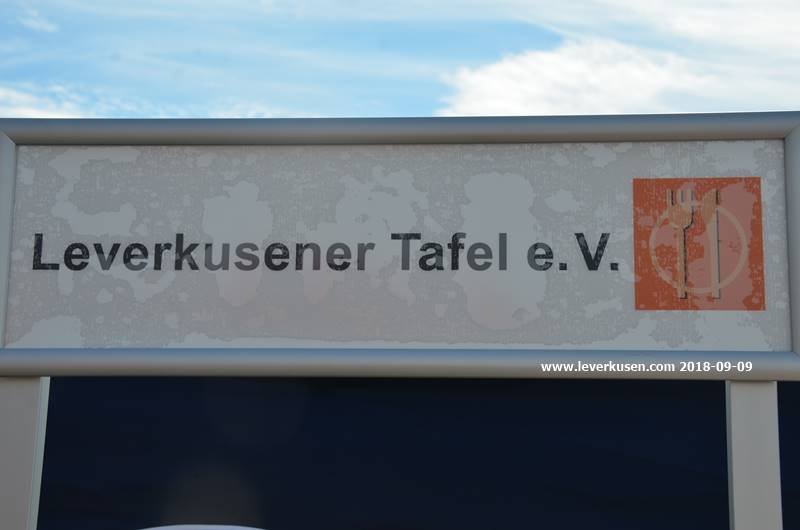 Leverkusener Tafel e.V.
www.leverkusen.com 2018-09-09